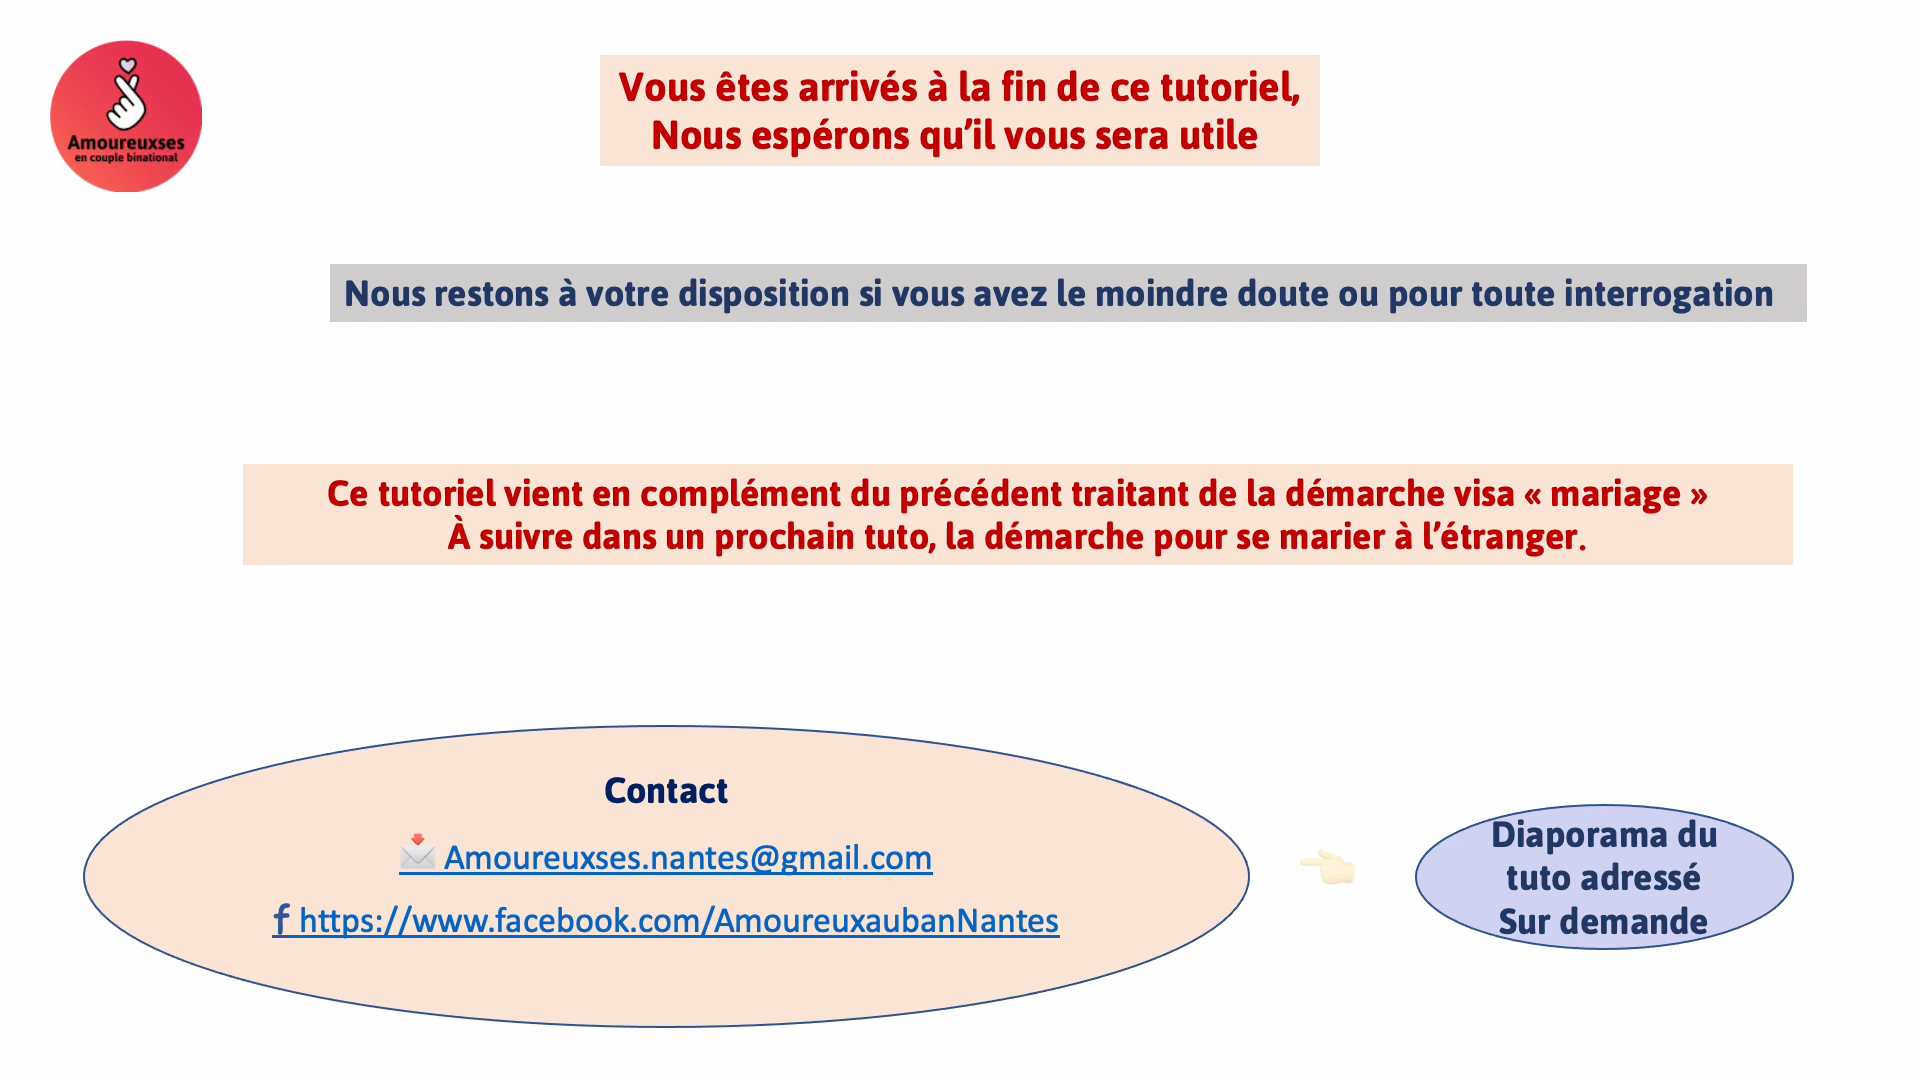 Amoureuxses
en couple binational
Vous êtes arrivés à la fin de ce tutoriel,
Nous espérons qu’il vous sera utile
Nous restons à votre disposition si vous avez le moindre doute ou pour toute interrogation
Ce tutoriel vient en complément du précédent traitant de la démarche visa « mariage »
À suivre dans un prochain tuto, la démarche pour se marier à l’étranger.
Contact
Amoureuxses.nantes@gmail.com
f https://www.facebook.com/AmoureuxaubanNantes
Diaporama du
tuto adressé
Sur demande